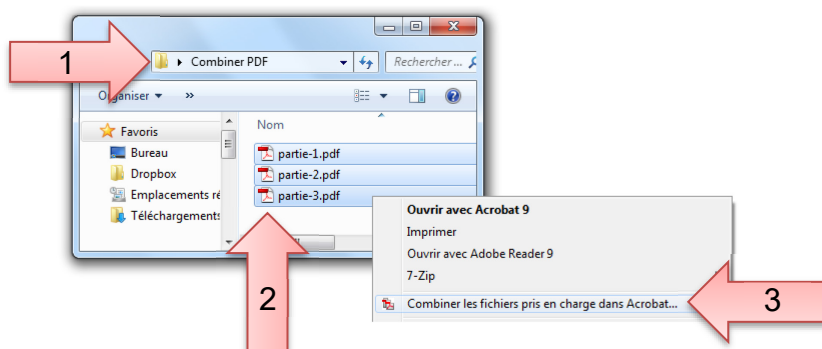 1
Combiner PDF
Rechercher ...
Organiser
»
Nom
Favoris
Bureau
Dropbox
Emplacements ré
Téléchargements
partie-1.pdf
partie-2.pdf
partie-3.pdf
2
Ouvrir avec Acrobat 9
Imprimer
Ouvrir avec Adobe Reader 9
7-Zip
Combiner les fichiers pris en charge dans Acrobat...
3